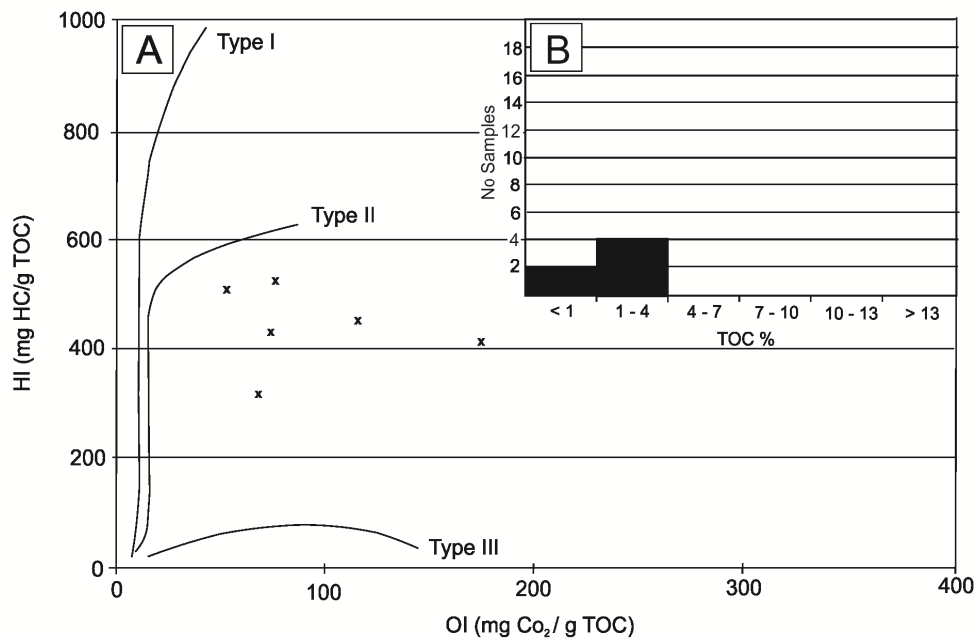 A
Type I
Type II
Type III
1000
800
600
400
200
0
HI (mg HC/g TOC)
0
100
200
300
400
OI (mg Co₂ / g TOC)
B
18
16
14
12
10
8
6
4
2
No Samples
< 1
1 - 4
4 - 7
7 - 10
10 - 13
> 13
TOC %